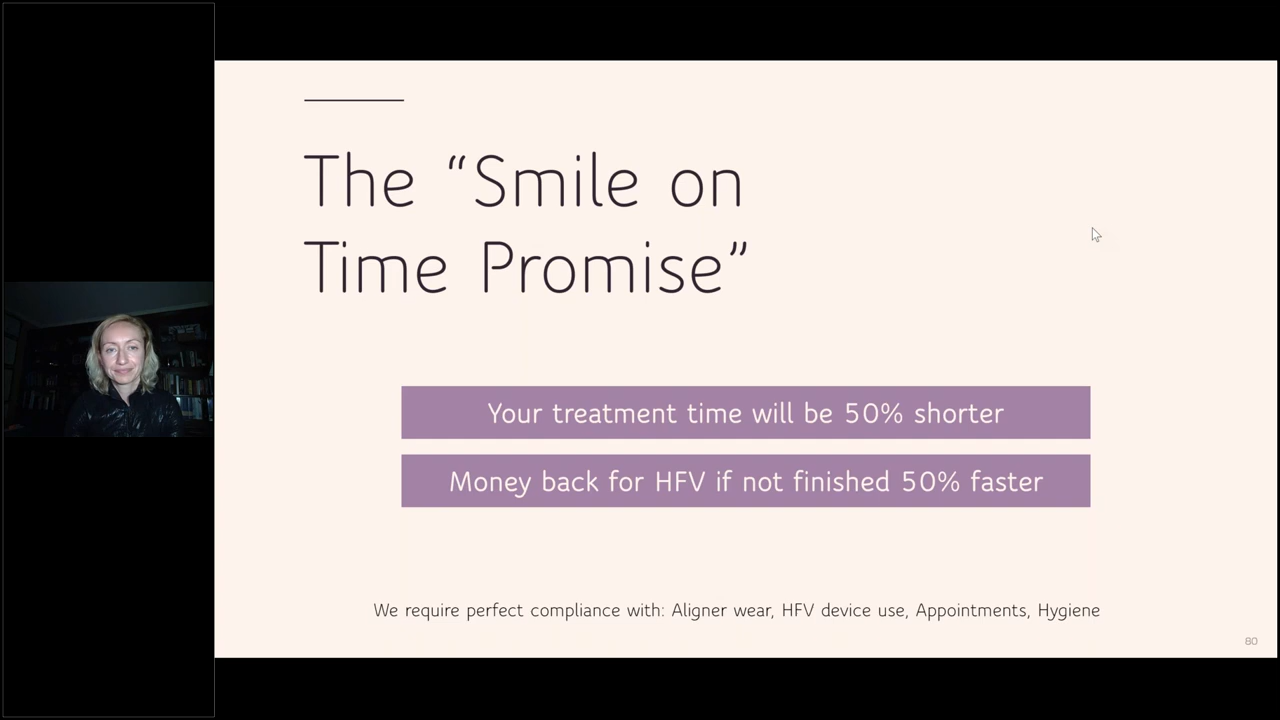 The “Smile on
Time Promise”
Your treatment time will be 50% shorter
Money back for HFV if not finished 50% faster
We require perfect compliance with: Aligner wear, HFV device use, Appointments, Hygiene
80